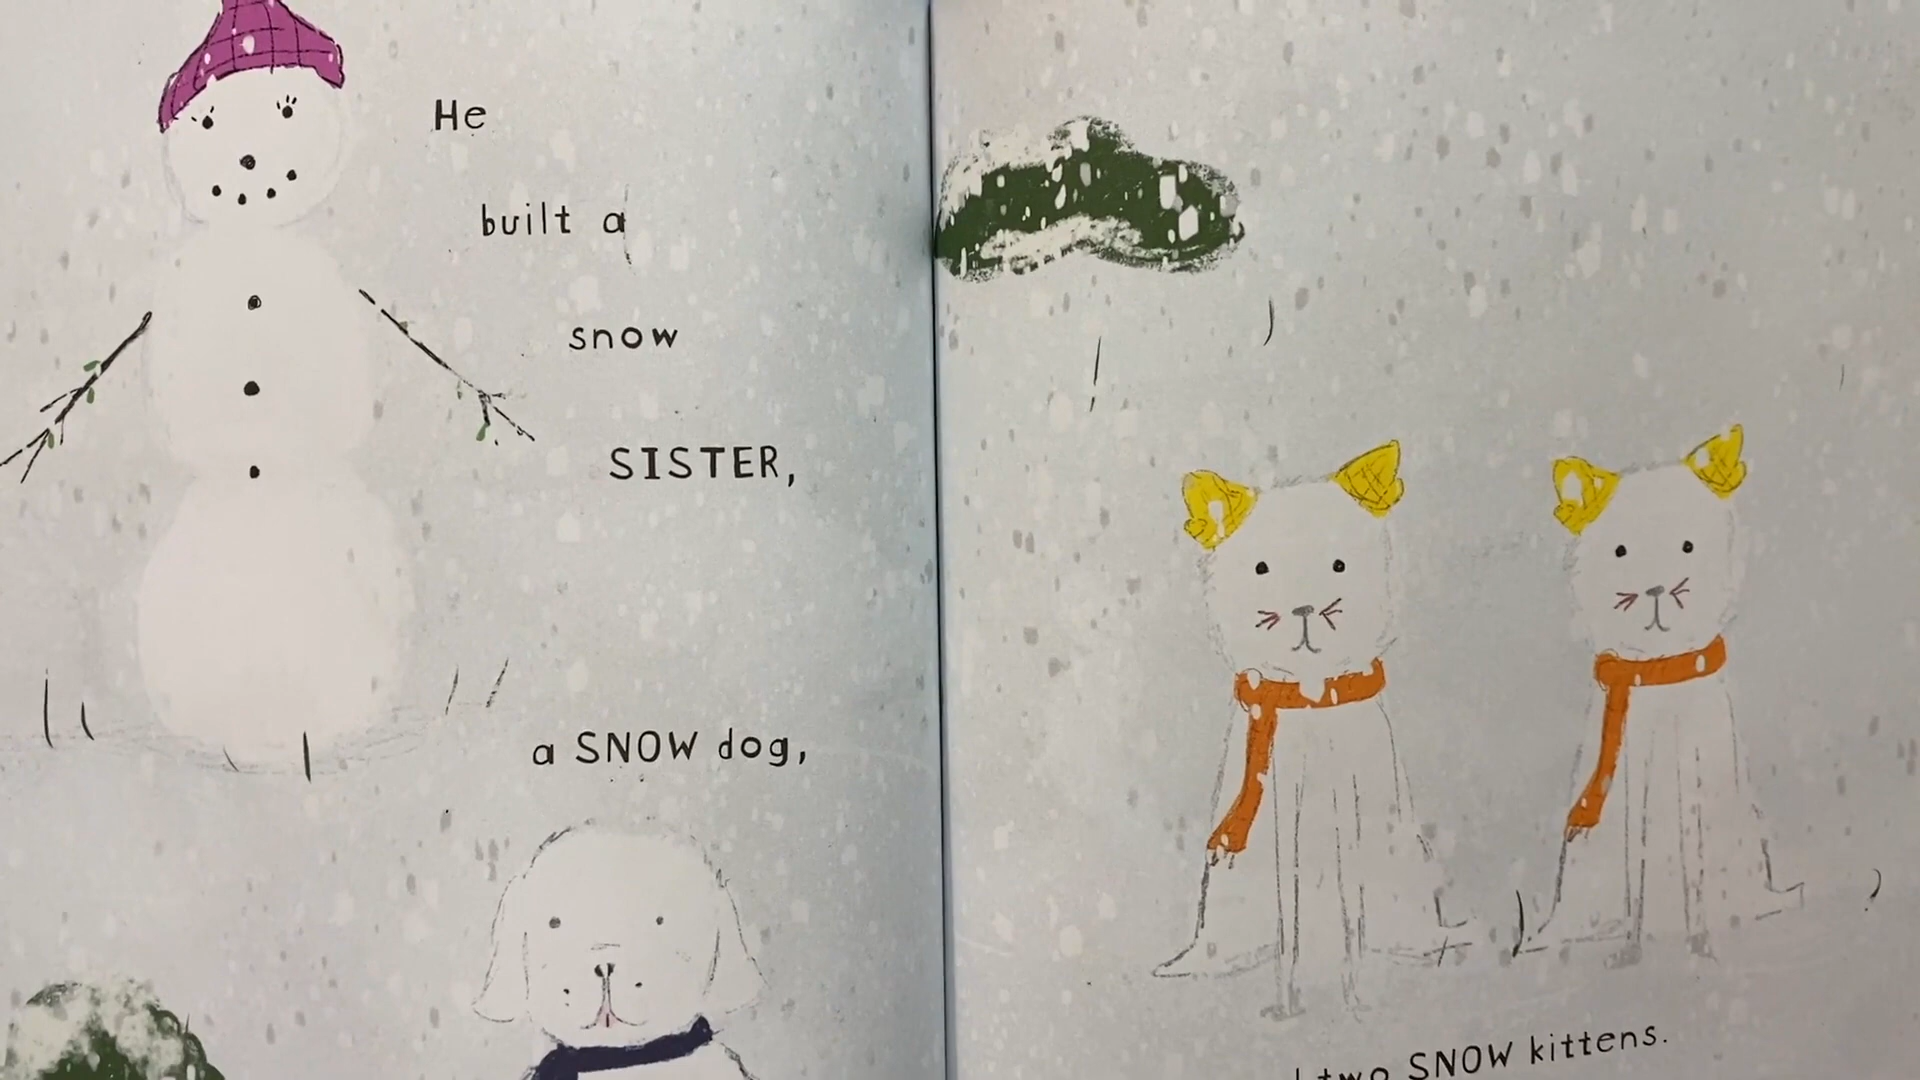 He
built a
snow
SISTER,
a SNOW dog,
two SNOW kittens.